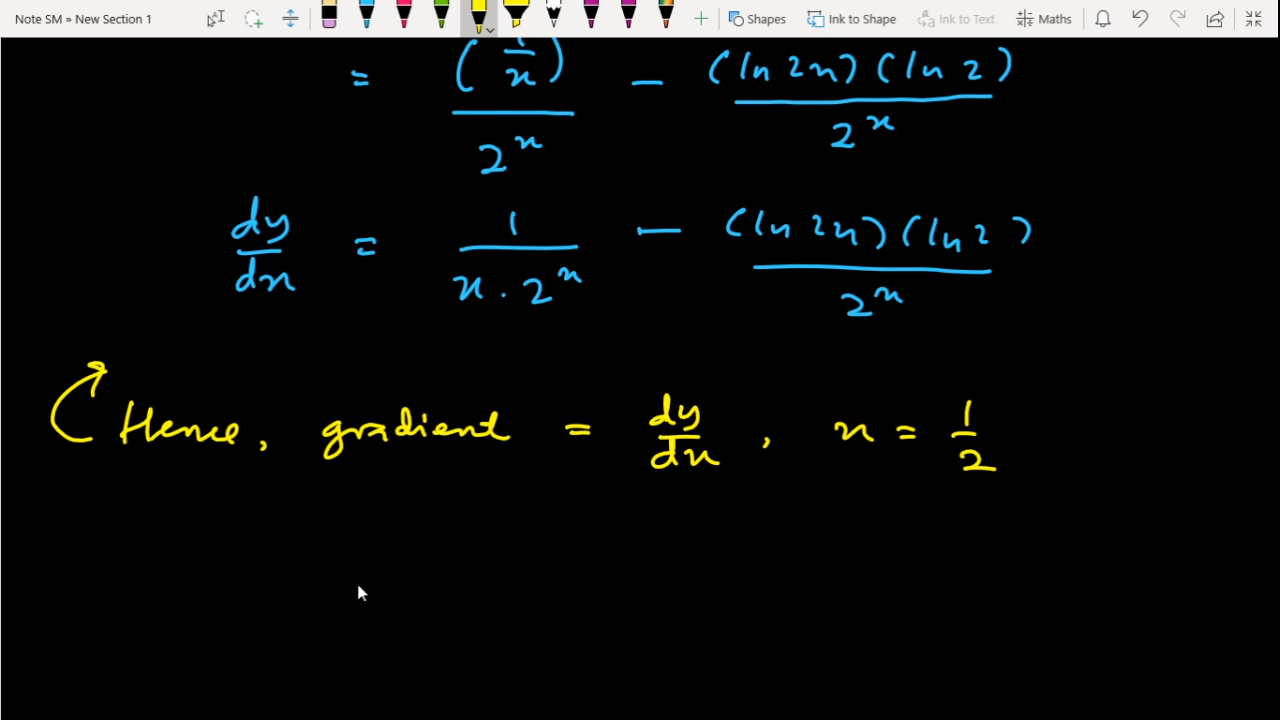 Note SM » New Section 1 Shapes Ink to Shape Ink to Text Maths
= (1/x)/2^x - (ln 2x)(ln 2)/2^x
dy/dx = 1/(x . 2^x) - (ln 2x)(ln 2)/2^x
Hence, gradient = dy/dx , x = 1/2